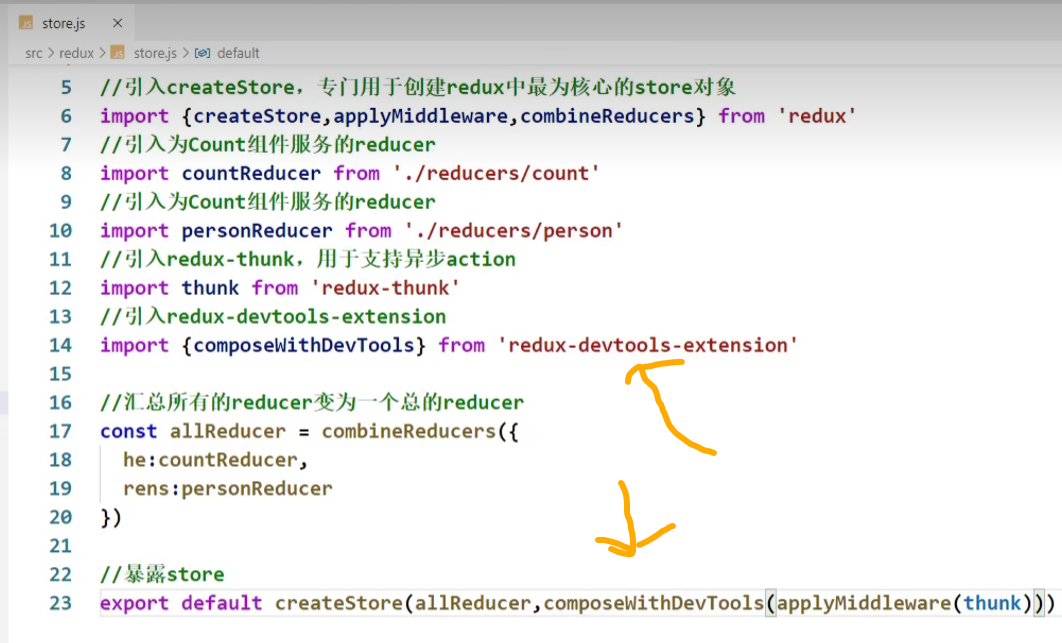 JS store.js ×
src > redux > JS store.js > default
5 //引入createStore，专门用于创建redux中最为核心的store对象
6 import {createStore,applyMiddleware,combineReducers} from 'redux'
7 //引入为Count组件服务的reducer
8 import countReducer from './reducers/count'
9 //引入为Count组件服务的reducer
10 import personReducer from './reducers/person'
11 //引入redux-thunk，用于支持异步action
12 import thunk from 'redux-thunk'
13 //引入redux-devtools-extension
14 import {composeWithDevTools} from 'redux-devtools-extension'
15
16 //汇总所有的reducer变为一个总的reducer
17 const allReducer = combineReducers({
18 he:countReducer,
19 rens:personReducer
20 })
21
22 //暴露store
23 export default createStore(allReducer,composeWithDevTools(applyMiddleware(thunk)))